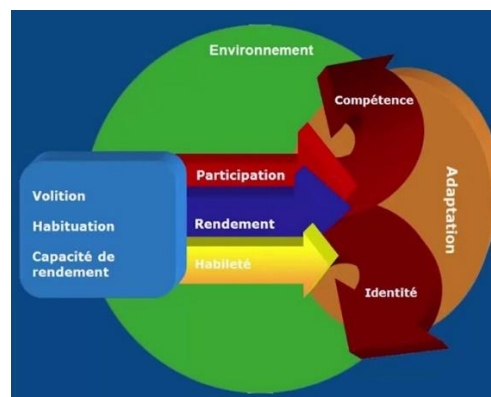 Environnement
Compétence
Participation
Volition
Habituation
Capacité de
rendement
Rendement
Habileté
Adaptation
Identité